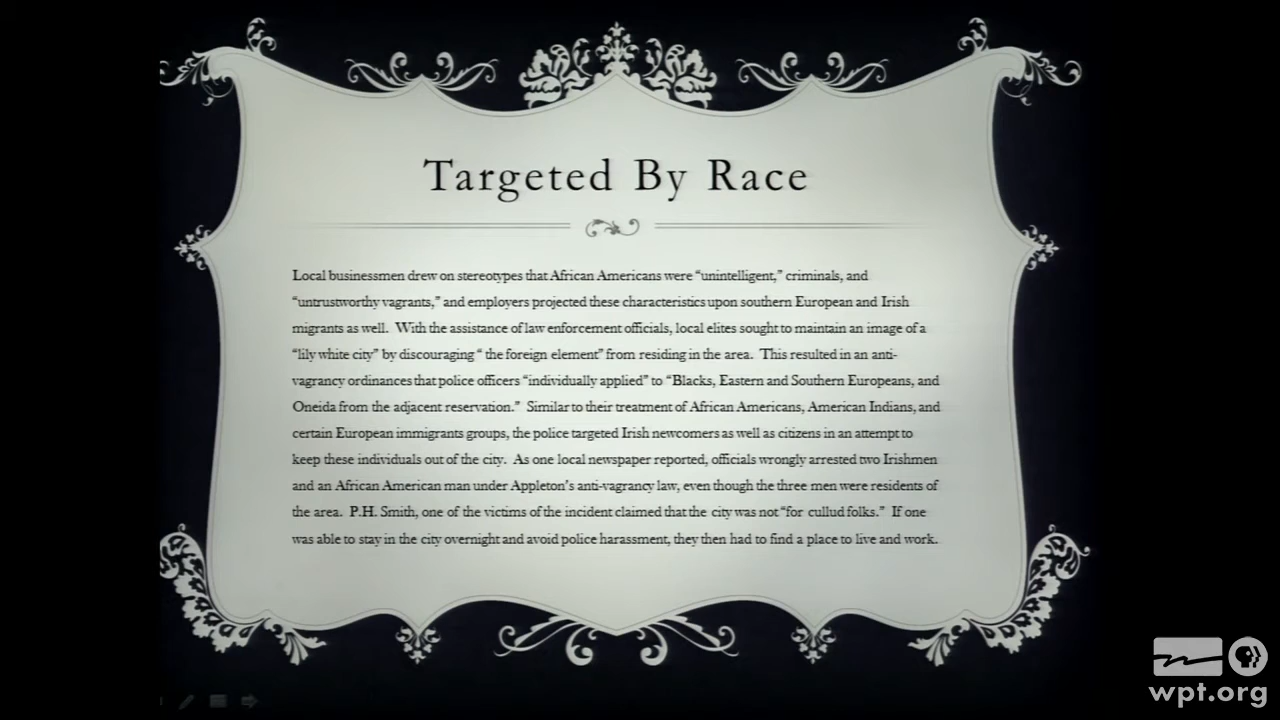 Targeted By Race
Local businessmen drew on stereotypes that African Americans were “unintelligent,” criminals, and
“untrustworthy vagrants,” and employers projected these characteristics upon southern European and Irish
migrants as well.  With the assistance of law enforcement officials, local elites sought to maintain an image of a
“lily white city” by discouraging “ the foreign element” from residing in the area.  This resulted in an anti-
vagrancy ordinances that police officers “individually applied” to “Blacks, Eastern and Southern Europeans, and
Oneida from the adjacent reservation.”  Similar to their treatment of African Americans, American Indians, and
certain European immigrants groups, the police targeted Irish newcomers as well as citizens in an attempt to
keep these individuals out of the city.  As one local newspaper reported, officials wrongly arrested two Irishmen
and an African American man under Appleton’s anti-vagrancy law, even though the three men were residents of
the area.  P.H. Smith, one of the victims of the incident claimed that the city was not “for cullud folks.”  If one
was able to stay in the city overnight and avoid police harassment, they then had to find a place to live and work.
wpt.org